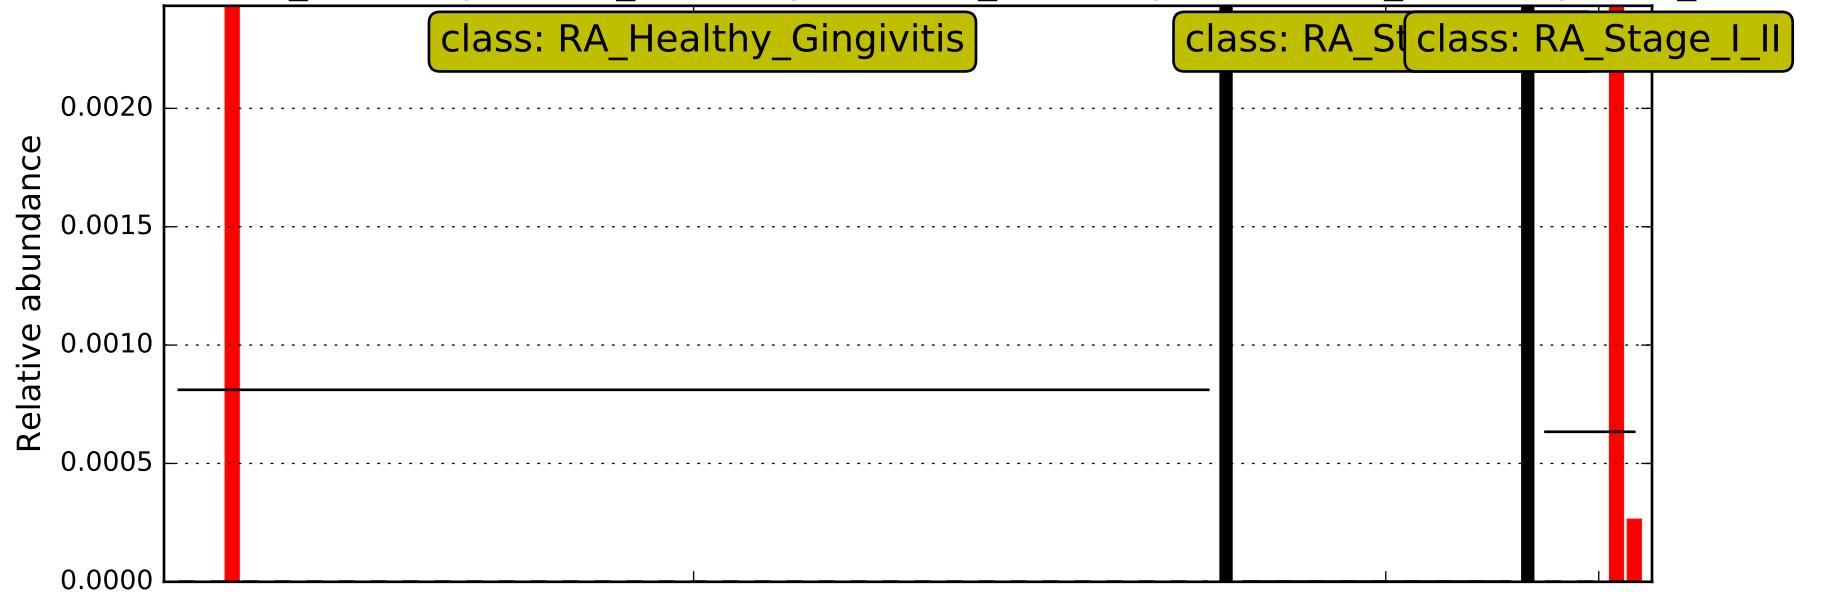 class: RA_Healthy_Gingivitis
class: RA_St
class: RA_Stage_I_II
0.0020
0.0015
0.0010
0.0005
0.0000
Relative abundance